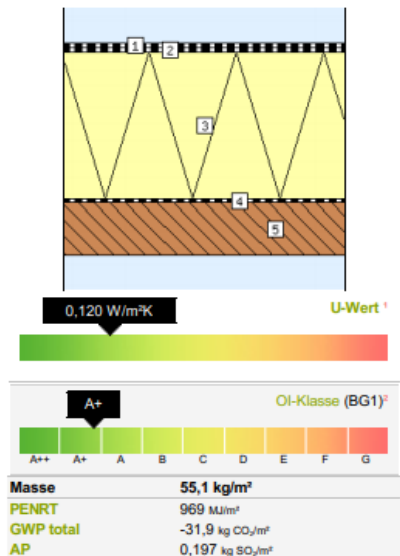 1
2
3
4
5
0,120 W/m²K
U-Wert ¹
A+
OI-Klasse (BG1)²
A++ A+ A B C D E F G
Masse 55,1 kg/m²
PENRT 969 MJ/m²
GWP total -31,9 kg CO₂/m²
AP 0,197 kg SO₂/m²